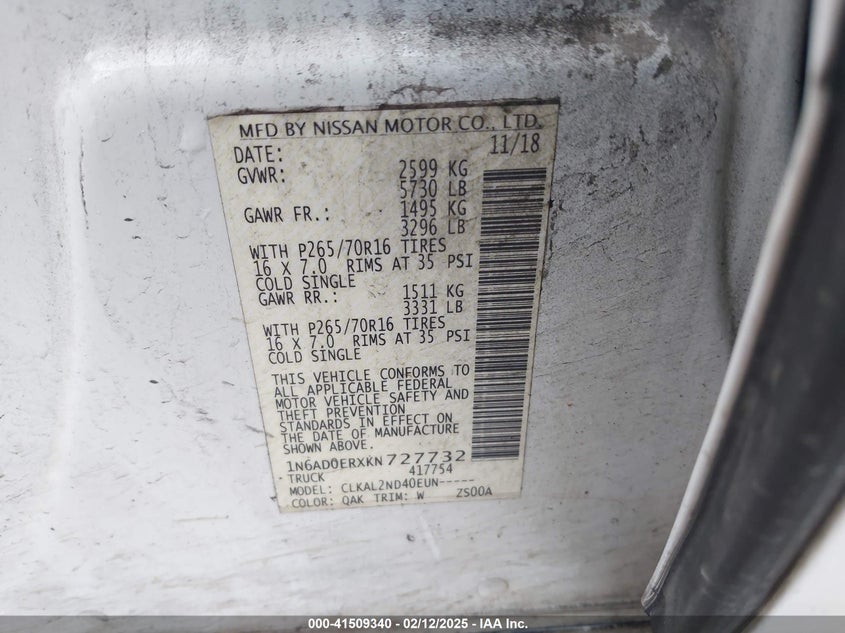 MFD BY NISSAN MOTOR CO., LTD.
DATE: 11/18
GVWR: 2599 KG
5730 LB
GAWR FR.: 1495 KG
3296 LB
WITH P265/70R16 TIRES
16 X 7.0 RIMS AT 35 PSI
COLD SINGLE
GAWR RR.: 1511 KG
3331 LB
WITH P265/70R16 TIRES
16 X 7.0 RIMS AT 35 PSI
COLD SINGLE
THIS VEHICLE CONFORMS TO
ALL APPLICABLE FEDERAL
MOTOR VEHICLE SAFETY AND
THEFT PREVENTION
STANDARDS IN EFFECT ON
THE DATE OF MANUFACTURE
SHOWN ABOVE.
1N6AD0ERXKN727732
TRUCK 417754
MODEL: CLKAL2ND40EUN-----
COLOR: QAK TRIM: W ZS00A
000-41509340 - 02/12/2025 - IAA Inc.